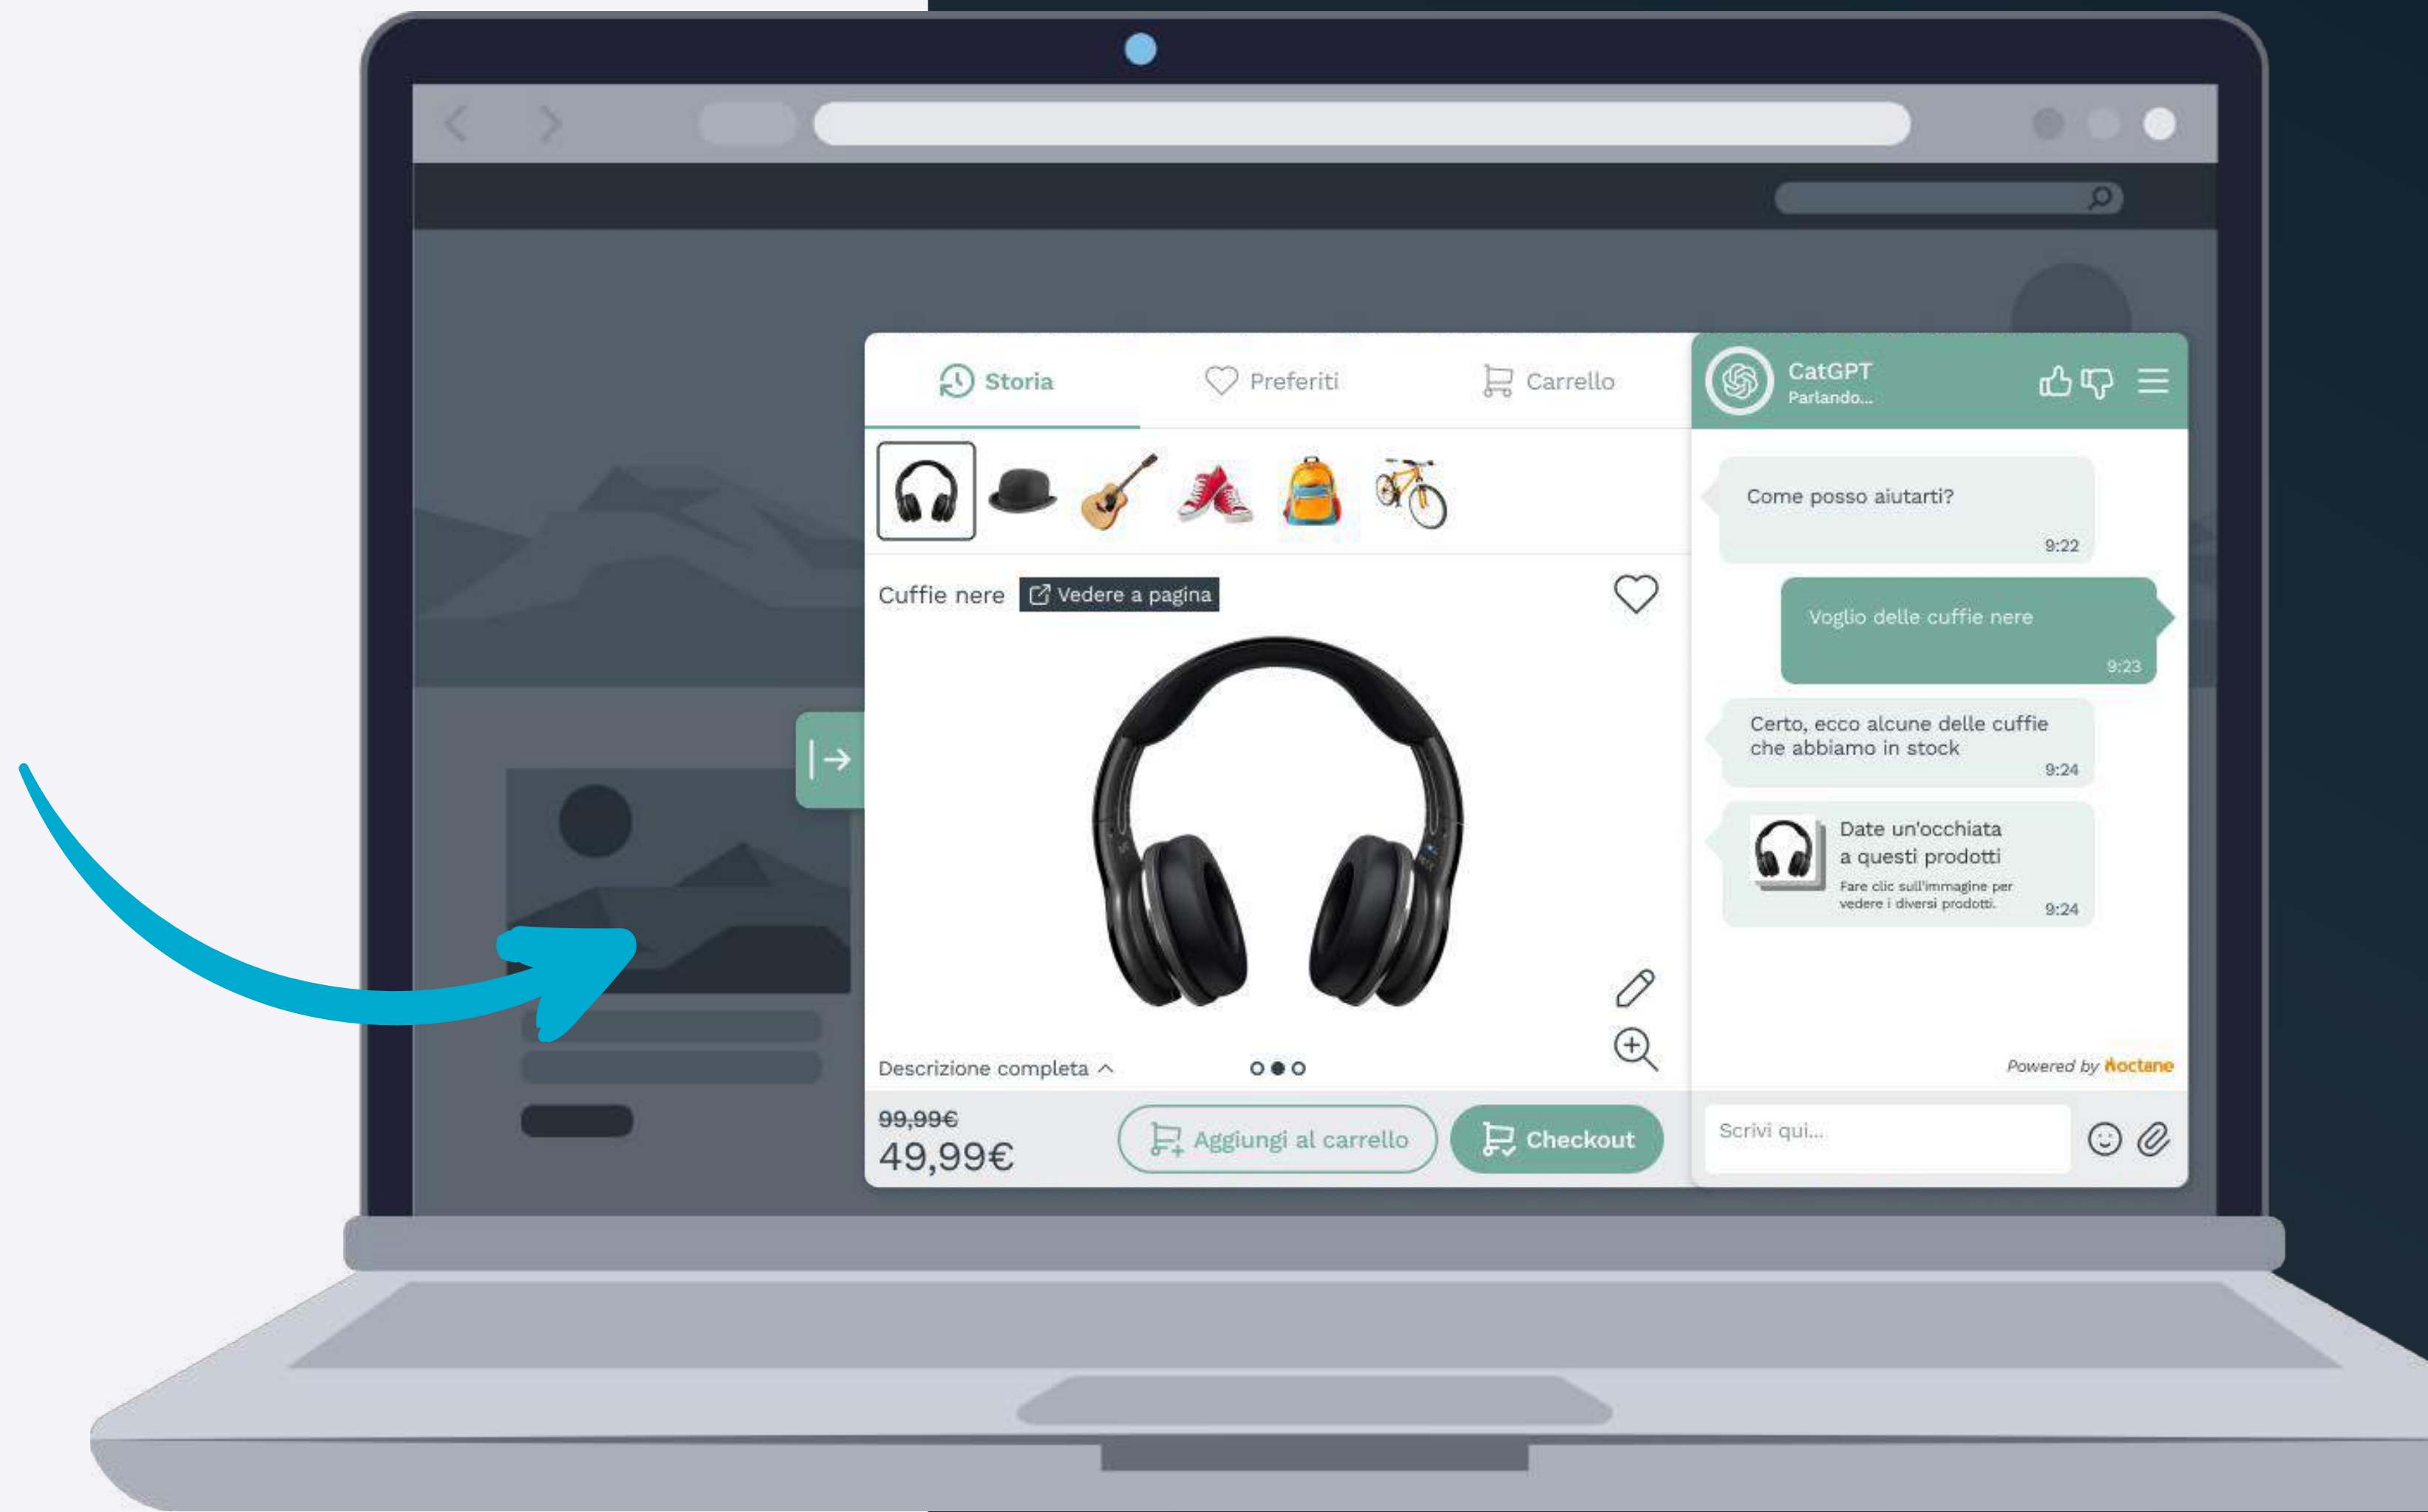 Storia
Preferiti
Carrello
Cuffie nere
Vedere a pagina
Descrizione completa
99,99€
49,99€
Aggiungi al carrello
Checkout
CatGPT
Parlando...
Come posso aiutarti?
9:22
Voglio delle cuffie nere
9:23
Certo, ecco alcune delle cuffie
che abbiamo in stock
9:24
Date un'occhiata
a questi prodotti
Fare clic sull'immagine per
vedere i diversi prodotti.
9:24
Powered by Noctane
Scrivi qui...